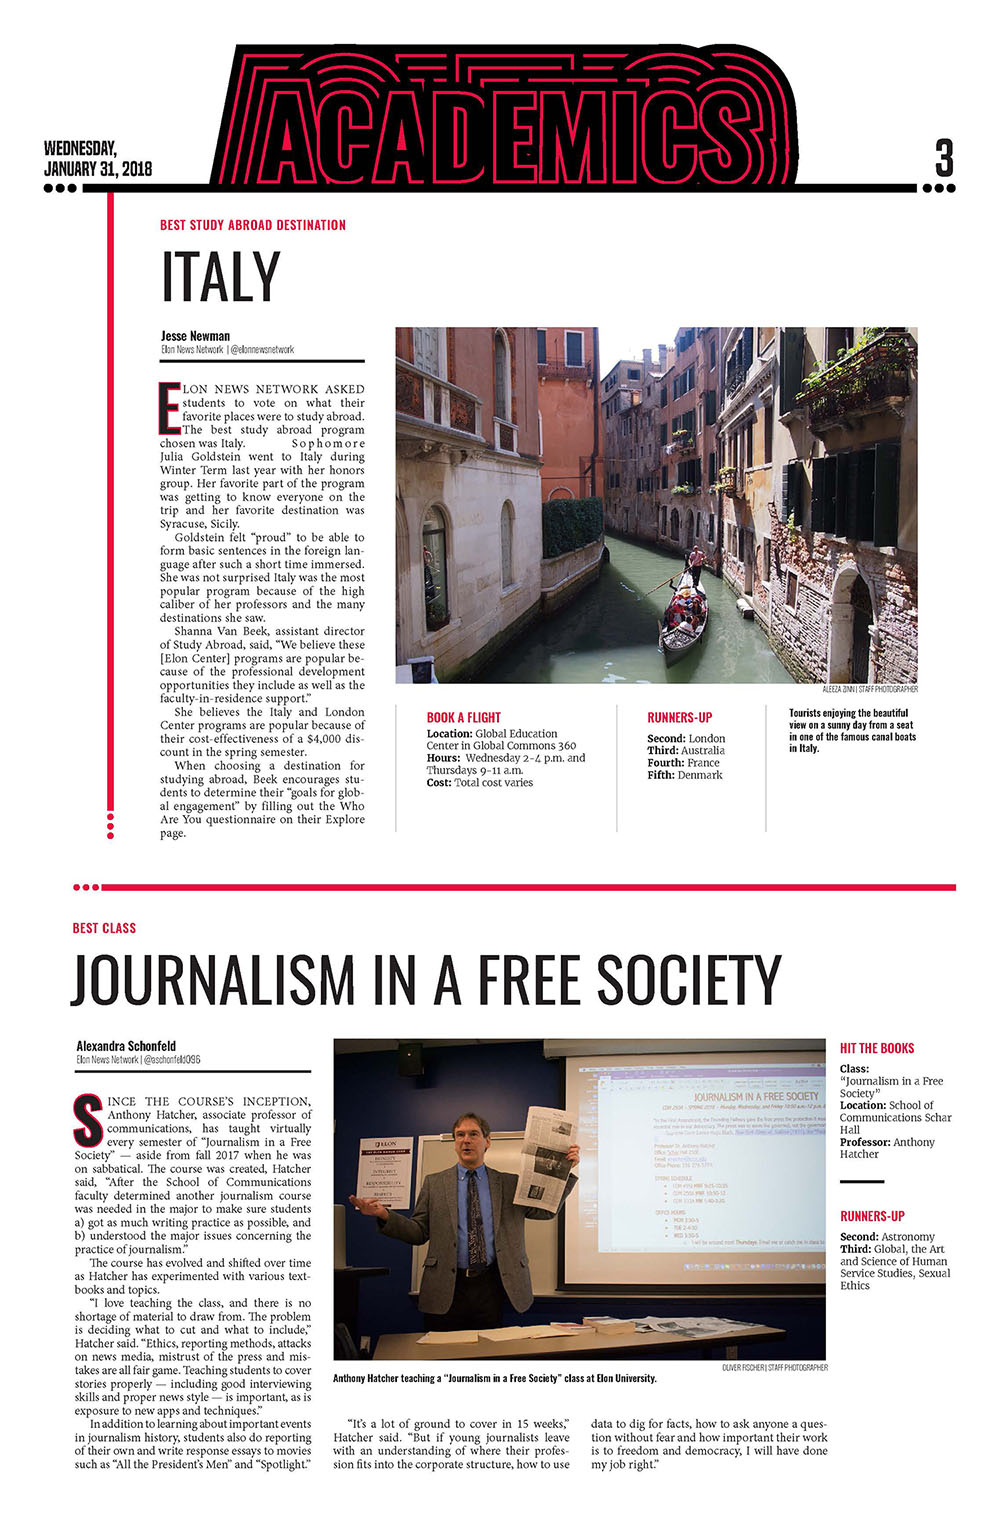 WEDNESDAY,
JANUARY 31, 2018
ACADEMICS
3
BEST STUDY ABROAD DESTINATION
ITALY
Jesse Newman
Elon News Network | @elonnewsnetwork
ELON NEWS NETWORK ASKED
students to vote on what their
favorite places were to study abroad.
The best study abroad program
chosen was Italy. Sophomore
Julia Goldstein went to Italy during
Winter Term last year with her honors
group. Her favorite part of the program
was getting to know everyone on the
trip and her favorite destination was
Syracuse, Sicily.
Goldstein felt “proud” to be able to
form basic sentences in the foreign lan-
guage after such a short time immersed.
She was not surprised Italy was the most
popular program because of the high
caliber of her professors and the many
destinations she saw.
Shanna Van Beek, assistant director
of Study Abroad, said, “We believe these
[Elon Center] programs are popular be-
cause of the professional development
opportunities they include as well as the
faculty-in-residence support.”
She believes the Italy and London
Center programs are popular because of
their cost-effectiveness of a $4,000 dis-
count in the spring semester.
When choosing a destination for
studying abroad, Beek encourages stu-
dents to determine their “goals for glob-
al engagement” by filling out the Who
Are You questionnaire on their Explore
page.
ALEEZA ZINN | STAFF PHOTOGRAPHER
BOOK A FLIGHT
Location: Global Education
Center in Global Commons 360
Hours: Wednesday 2-4 p.m. and
Thursdays 9-11 a.m.
Cost: Total cost varies
RUNNERS-UP
Second: London
Third: Australia
Fourth: France
Fifth: Denmark
Tourists enjoying the beautiful
view on a sunny day from a seat
in one of the famous canal boats
in Italy.
BEST CLASS
JOURNALISM IN A FREE SOCIETY
Alexandra Schonfeld
Elon News Network | @aschonfeld096
SINCE THE COURSE'S INCEPTION,
Anthony Hatcher, associate professor of
communications, has taught virtually
every semester of “Journalism in a Free
Society” — aside from fall 2017 when he was
on sabbatical. The course was created, Hatcher
said, “After the School of Communications
faculty determined another journalism course
was needed in the major to make sure students
a) got as much writing practice as possible, and
b) understood the major issues concerning the
practice of journalism.”
The course has evolved and shifted over time
as Hatcher has experimented with various text-
books and topics.
“I love teaching the class, and there is no
shortage of material to draw from. The problem
is deciding what to cut and what to include,”
Hatcher said. “Ethics, reporting methods, attacks
on news media, mistrust of the press and mis-
takes are all fair game. Teaching students to cover
stories properly — including good interviewing
skills and proper news style — is important, as is
exposure to new apps and techniques.”
In addition to learning about important events
in journalism history, students also do reporting
of their own and write response essays to movies
such as “All the President's Men” and “Spotlight.”
ELON
HONESTY
INTEGRITY
RESPONSIBILITY
RESPECT
JOURNALISM IN A FREE SOCIETY
OFFICE HOURS:
OLIVER FISCHER | STAFF PHOTOGRAPHER
Anthony Hatcher teaching a “Journalism in a Free Society” class at Elon University.
“It's a lot of ground to cover in 15 weeks,”
Hatcher said. “But if young journalists leave
with an understanding of where their profes-
sion fits into the corporate structure, how to use
data to dig for facts, how to ask anyone a ques-
tion without fear and how important their work
is to freedom and democracy, I will have done
my job right.”
HIT THE BOOKS
Class:
“Journalism in a Free
Society”
Location: School of
Communications Schar
Hall
Professor: Anthony
Hatcher
RUNNERS-UP
Second: Astronomy
Third: Global, the Art
and Science of Human
Service Studies, Sexual
Ethics